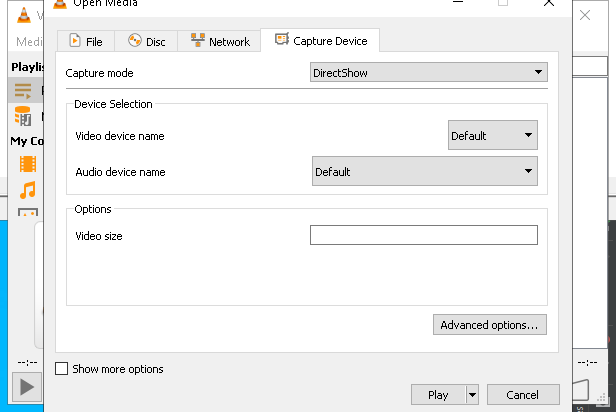 Open Media
Medi
File
Disc
Network
Capture Device
Playlis
Capture mode
DirectShow
Device Selection
Video device name
Default
My Co
Audio device name
Default
Options
Video size
Advanced options...
--:--
--:--
Show more options
Play
Cancel